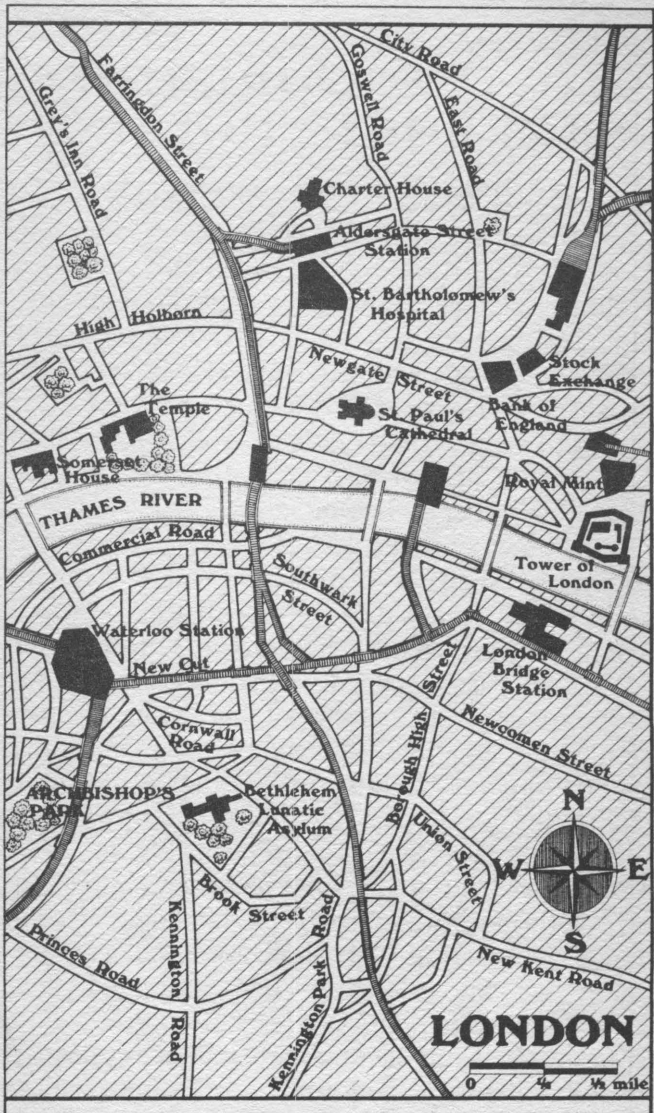 City Road
Farringdon Street
Goswell Road
Grey's Inn Road
East Road
Charter House
Aldersgate Street
Station
St. Bartholomew's
Hospital
High Holborn
Newgate Street
Stock
Exchange
The
Temple
Bank of
England
St. Paul's
Cathedral
Somerset
House
Royal Mint
THAMES RIVER
Commercial Road
Tower of
London
Southwark
Street
Waterloo Station
New Cut
London
Bridge
Station
Borough High Street
Newcomen Street
Cornwall
Road
ARCHBISHOP'S
PARK
Bethlehem
Lunatic
Asylum
Union
Street
N
W
E
S
Brook
Street
Kennington
Road
Princes Road
Kennington Park Road
New Kent Road
LONDON
0 ¼ ½ mile